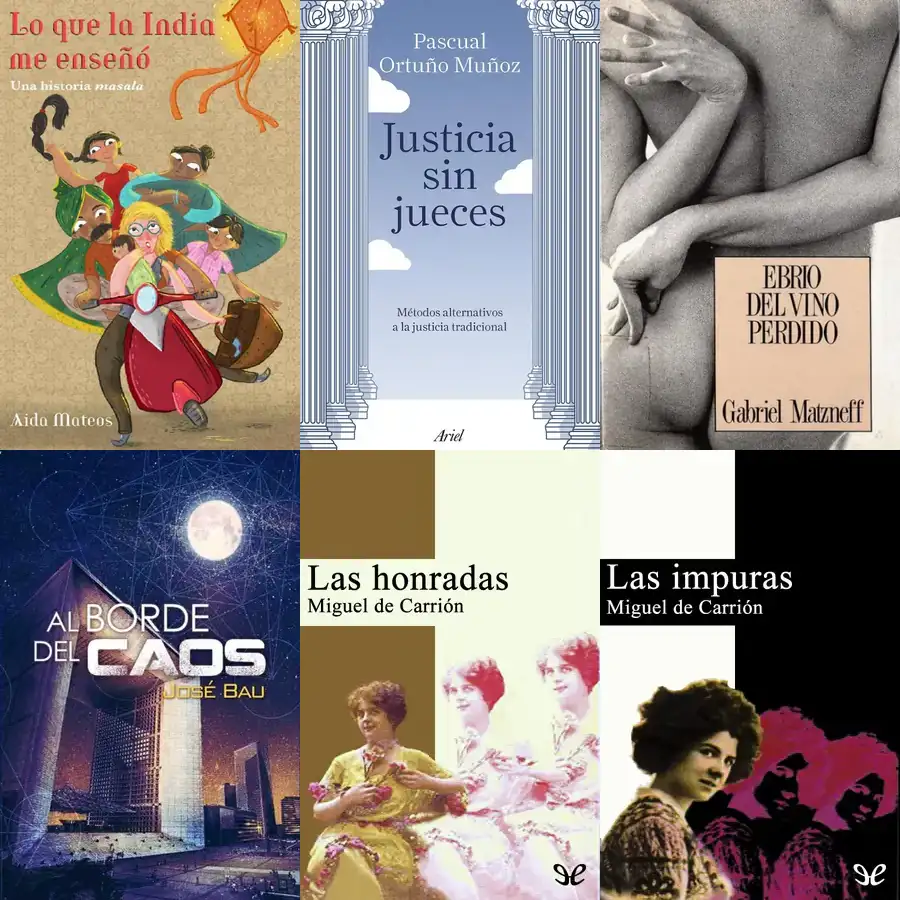 Lo que la India
me enseñó
Una historia masala
Aida Mateos
Pascual
Ortuño Muñoz
Justicia
sin
jueces
Métodos alternativos
a la justicia tradicional
Ariel
EBRIO
DEL VINO
PERDIDO
Gabriel Matzneff
AL BORDE
DEL CAOS
JOSÉ BAU
Las honradas
Miguel de Carrión
Las impuras
Miguel de Carrión